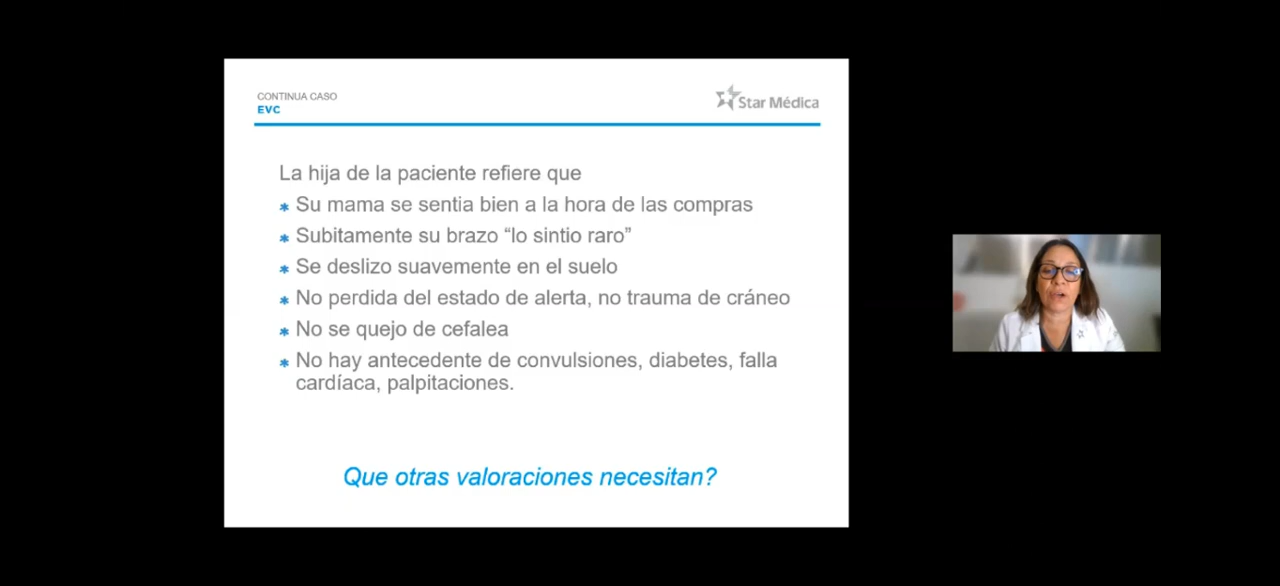 CONTINUA CASO
EVC
Star Médica
La hija de la paciente refiere que
* Su mama se sentia bien a la hora de las compras
* Subitamente su brazo “lo sintio raro”
* Se deslizo suavemente en el suelo
* No perdida del estado de alerta, no trauma de cráneo
* No se quejo de cefalea
* No hay antecedente de convulsiones, diabetes, falla
cardíaca, palpitaciones.
Que otras valoraciones necesitan?